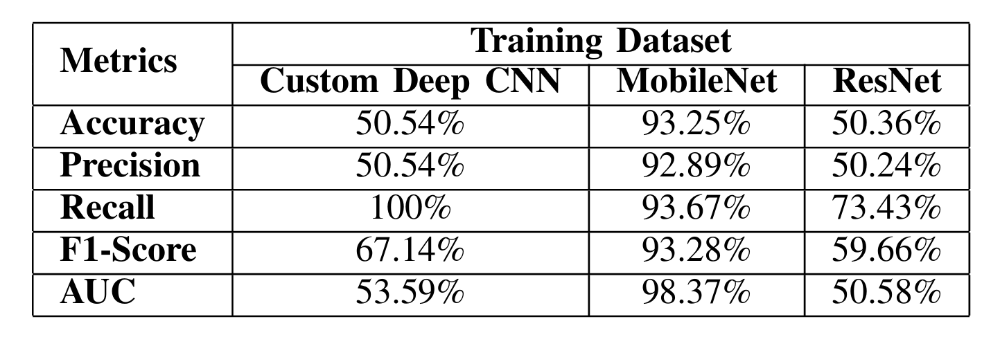 Metrics Training Dataset
Custom Deep CNN MobileNet ResNet
Accuracy 50.54% 93.25% 50.36%
Precision 50.54% 92.89% 50.24%
Recall 100% 93.67% 73.43%
F1-Score 67.14% 93.28% 59.66%
AUC 53.59% 98.37% 50.58%